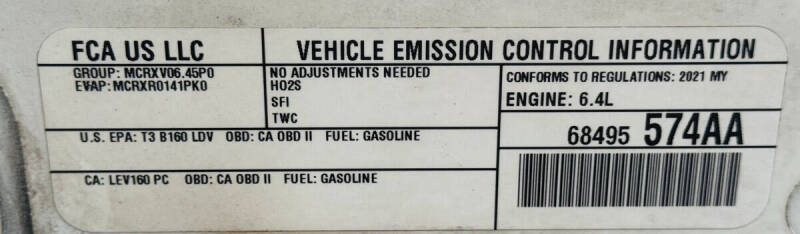 FCA US LLC
VEHICLE EMISSION CONTROL INFORMATION
GROUP: MCRXV06.45P0
EVAP: MCRXR0141PK0
NO ADJUSTMENTS NEEDED
HO2S
SFI
TWC
CONFORMS TO REGULATIONS: 2021 MY
ENGINE: 6.4L
U.S. EPA: T3 B160 LDV OBD: CA OBD II FUEL: GASOLINE
68495 574AA
CA: LEV160 PC OBD: CA OBD II FUEL: GASOLINE